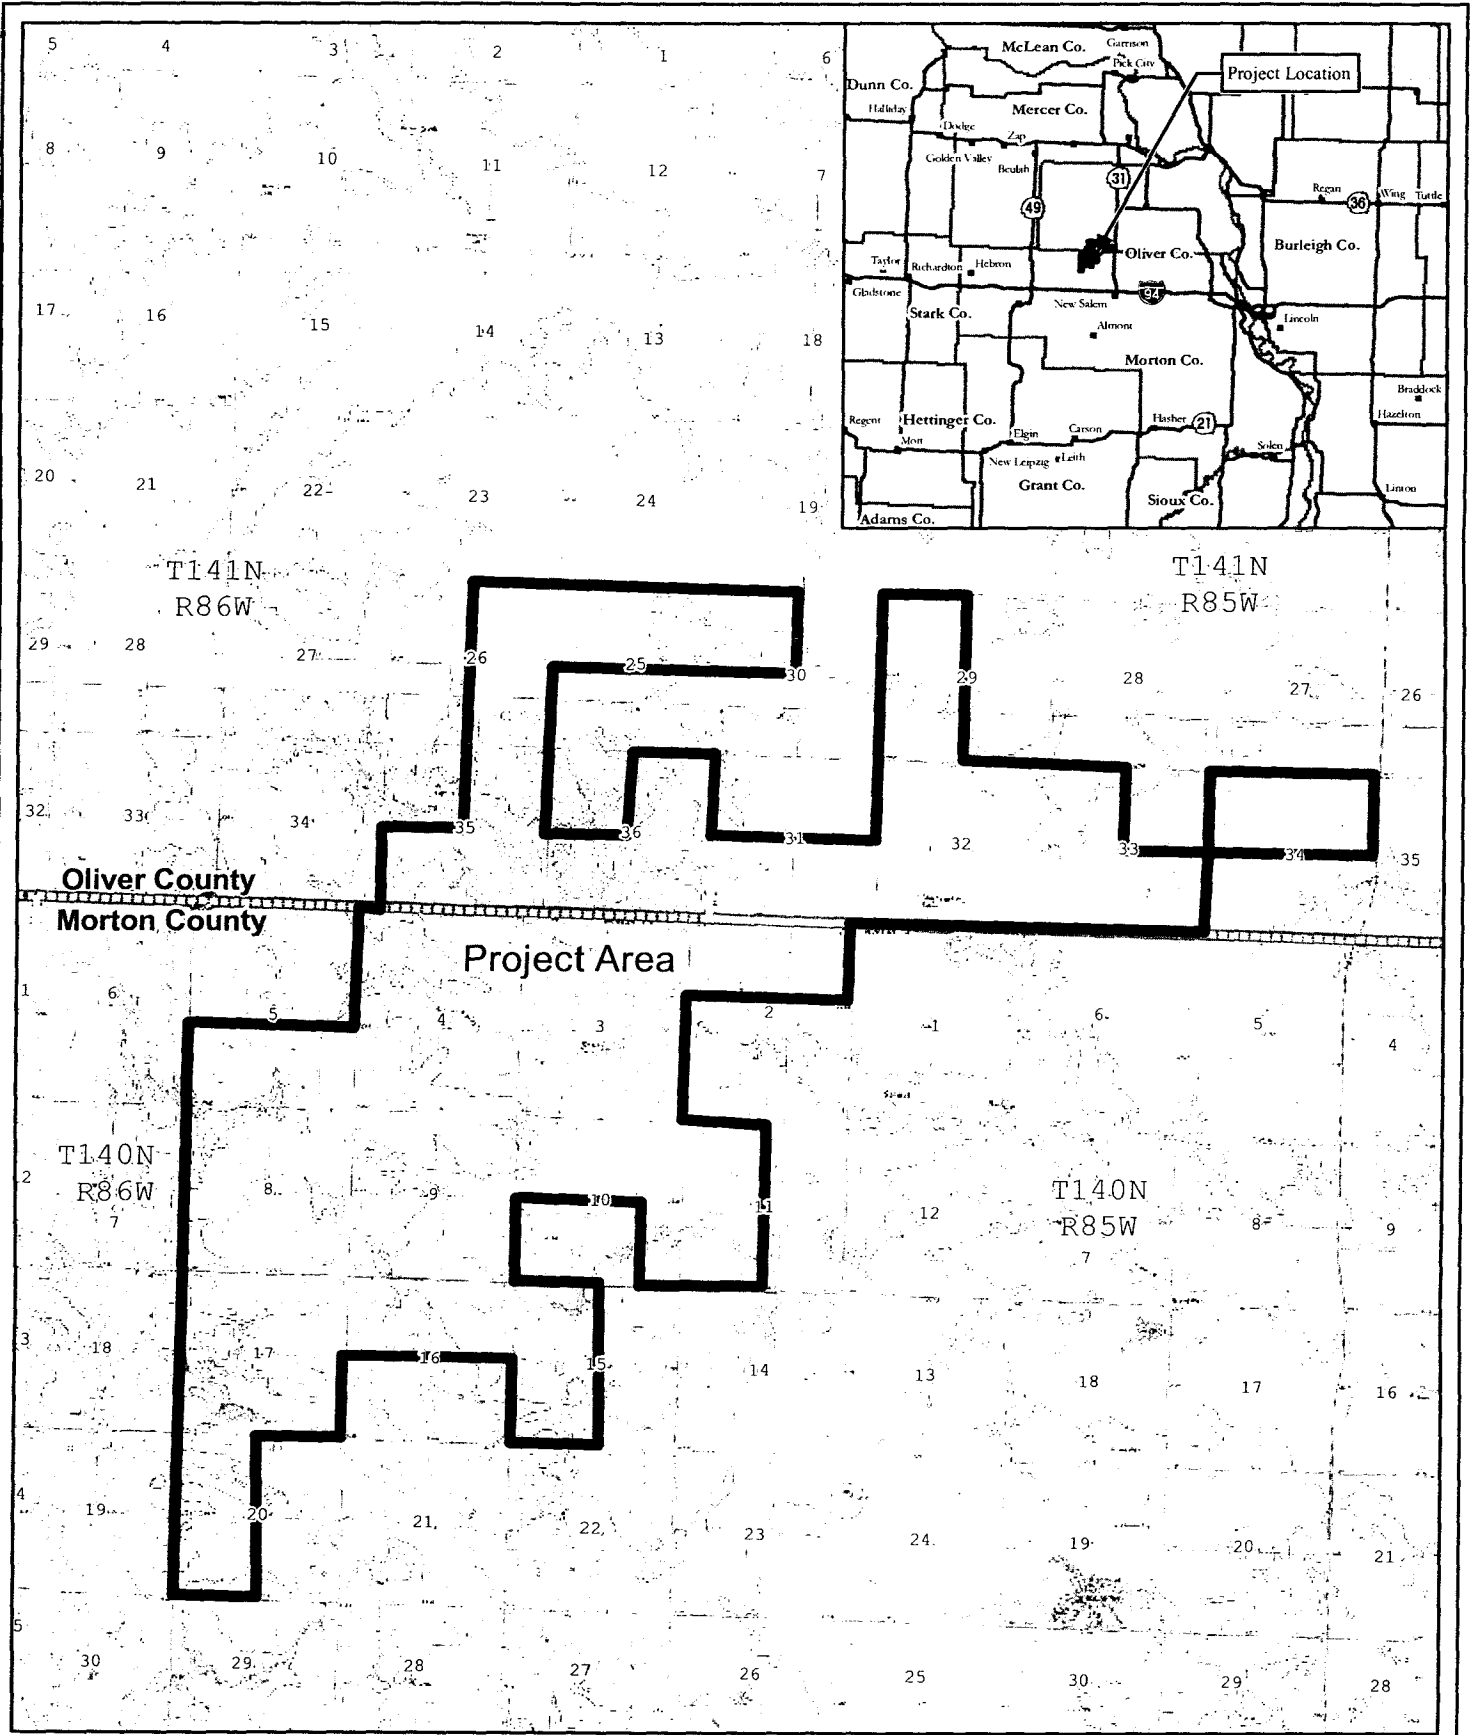 5 4 3 2 1 6
8 9 10 11 12 7
17 16 15 14 13 18
20 21 22 23 24 19
McLean Co.
Garrison
Pick City
Project Location
Dunn Co.
Halliday
Mercer Co.
Dodge
Zap
Golden Valley
Beulah
31
49
Regan
36
Wing
Tuttle
Burleigh Co.
Oliver Co.
Taylor
Richardton
Hebron
Gladstone
New Salem
94
Stark Co.
Almont
Lincoln
Morton Co.
Braddock
Hazelton
Regent
Hettinger Co.
Mott
Elgin
Carson
Hasher
21
Solen
New Leipzig
Leith
Grant Co.
Sioux Co.
Linton
Adams Co.
T141N
R86W
T141N
R85W
29 28 27 26 25 30 29 28 27 26
32 33 34 35 36 31 32 33 34 35
Oliver County
Morton County
Project Area
1 6 5 4 3 2 1 6 5 4
T140N
R86W
T140N
R85W
2 7 8 9 10 11 12 7 8 9
3 18 17 16 15 14 13 18 17 16
4 19 20 21 22 23 24 19 20 21
5 30 29 28 27 26 25 30 29 28